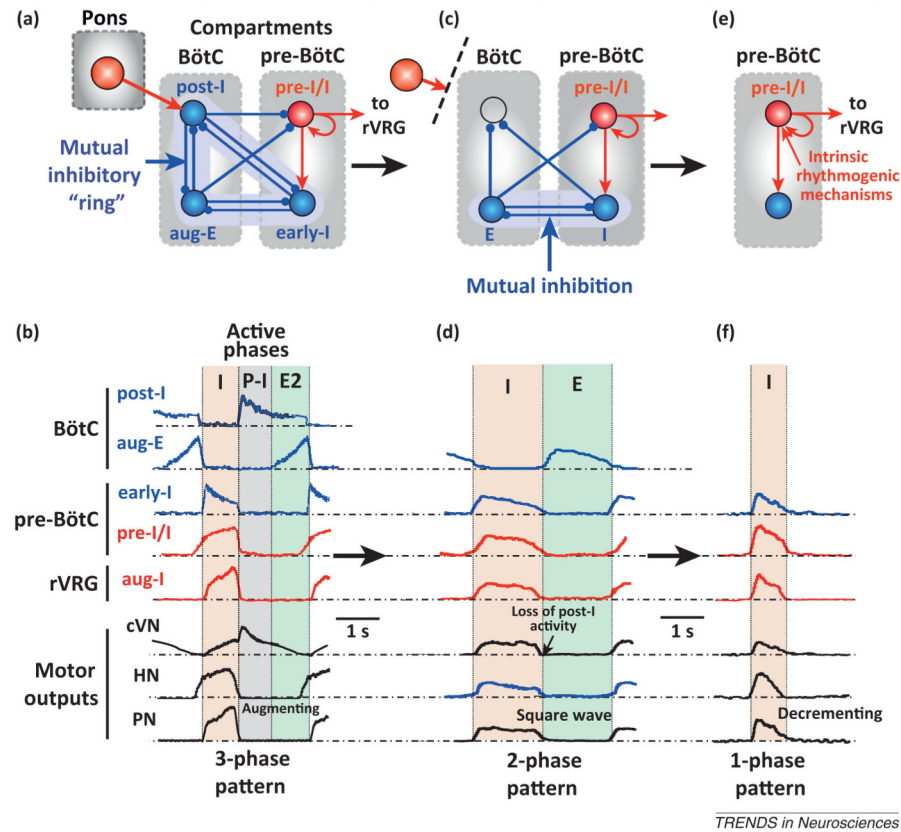 (a)
Pons
Compartments
BötC
pre-BötC
post-I
pre-I/I
to
rVRG
Mutual
inhibitory
“ring”
aug-E
early-I
(c)
BötC
pre-BötC
pre-I/I
E
I
Mutual inhibition
(e)
pre-BötC
pre-I/I
to
rVRG
Intrinsic
rhythmogenic
mechanisms
(b)
Active
phases
I
P-I
E2
BötC
post-I
aug-E
pre-BötC
early-I
pre-I/I
rVRG
aug-I
1 s
Motor
outputs
cVN
HN
PN
Augmenting
3-phase
pattern
(d)
I
E
Loss of post-I
activity
1 s
Square wave
2-phase
pattern
(f)
I
Decrementing
1-phase
pattern
TRENDS in Neurosciences